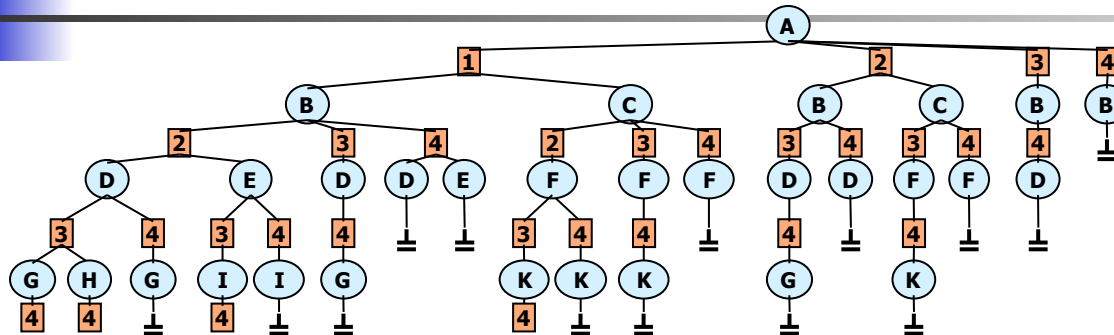 A
1 2 3 4
B C B C B B
2 3 4 2 3 4 3 4 3 4 4
D E D D E F F F D D F F D
3 4 3 4 4 3 4 4 4 4
G H G I I G K K K G K
4 4 4 4